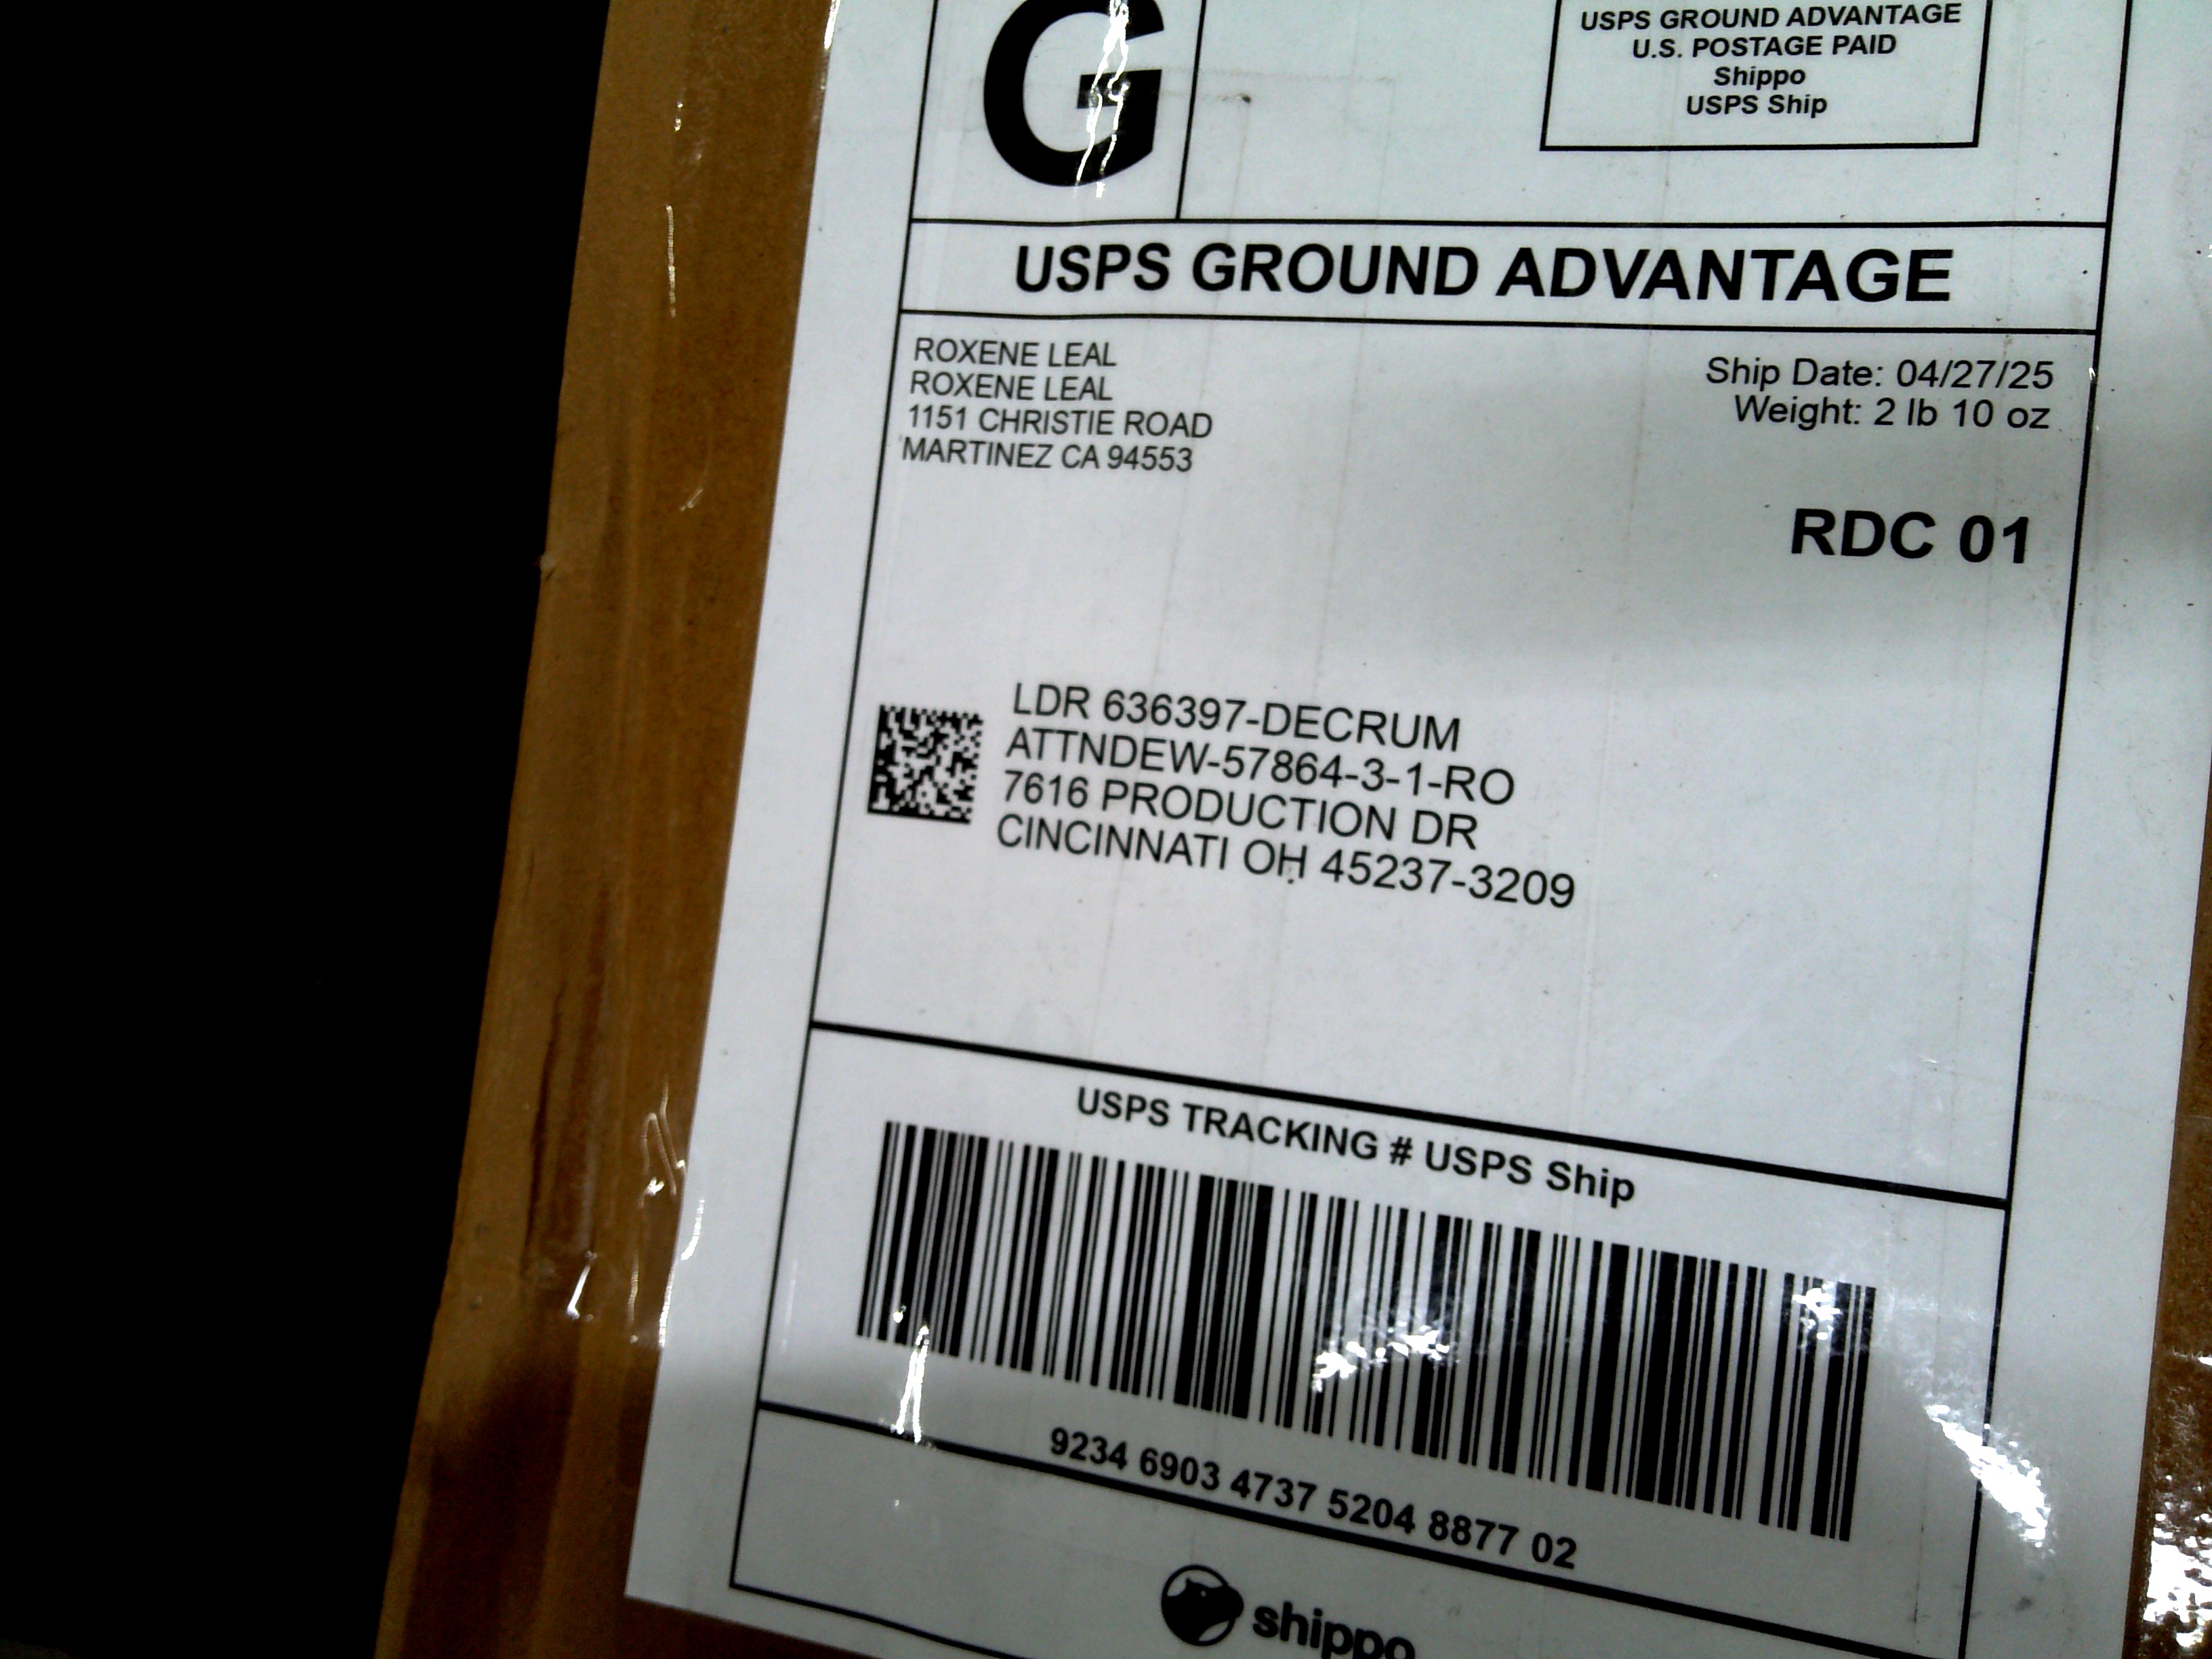 G
USPS GROUND ADVANTAGE
U.S. POSTAGE PAID
Shippo
USPS Ship
USPS GROUND ADVANTAGE
ROXENE LEAL
ROXENE LEAL
1151 CHRISTIE ROAD
MARTINEZ CA 94553
Ship Date: 04/27/25
Weight: 2 lb 10 oz
RDC 01
LDR 636397-DECRUM
ATTNDEW-57864-3-1-RO
7616 PRODUCTION DR
CINCINNATI OH 45237-3209
USPS TRACKING # USPS Ship
9234 6903 4737 5204 8877 02
shippo